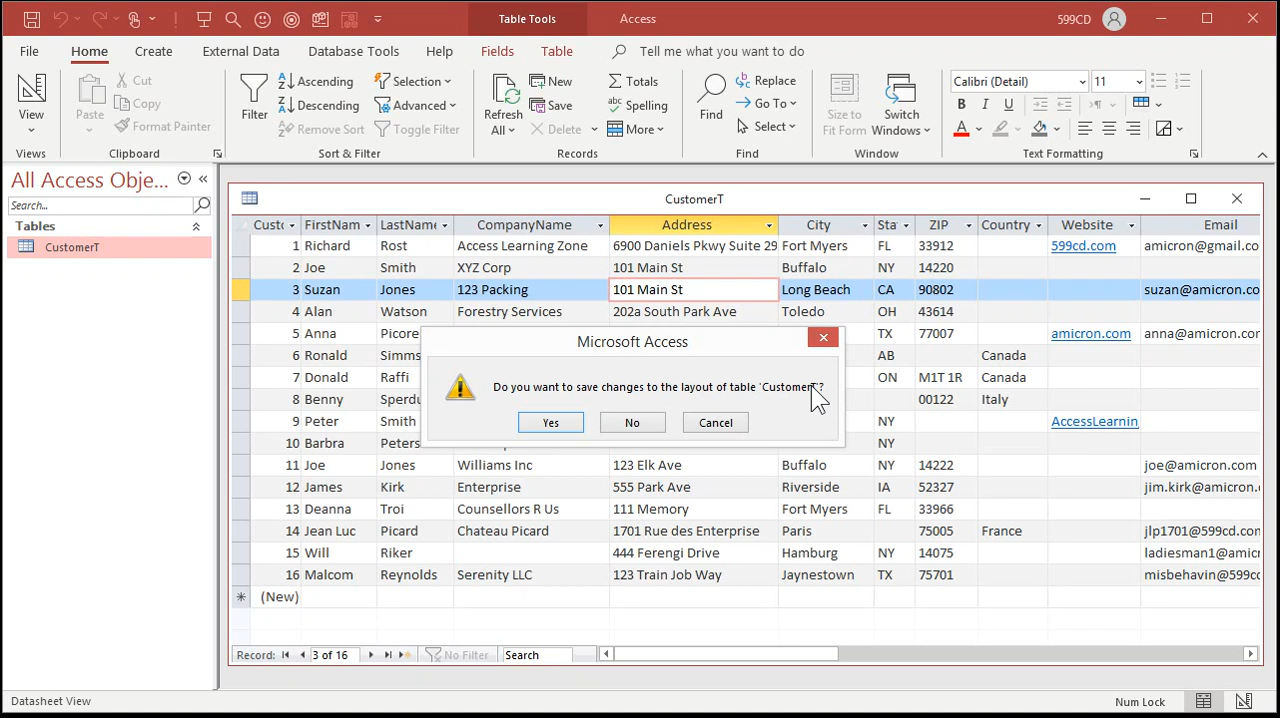 Table Tools
Access
599CD
File
Home
Create
External Data
Database Tools
Help
Fields
Table
Tell me what you want to do
View
Views
Paste
Cut
Copy
Format Painter
Clipboard
Filter
Ascending
Descending
Remove Sort
Selection
Advanced
Toggle Filter
Sort & Filter
Refresh
All
New
Save
Delete
Totals
Spelling
More
Records
Find
Replace
Go To
Select
Find
Size to
Fit Form
Switch
Windows
Window
Calibri (Detail)
11
B I U
A
Text Formatting
All Access Obje...
Search...
Tables
CustomerT
CustomerT
Custo FirstNam LastName CompanyName Address City Sta ZIP Country Website Email
1 Richard Rost Access Learning Zone 6900 Daniels Pkwy Suite 29 Fort Myers FL 33912 599cd.com amicron@gmail.co
2 Joe Smith XYZ Corp 101 Main St Buffalo NY 14220
3 Suzan Jones 123 Packing 101 Main St Long Beach CA 90802 suzan@amicron.co
4 Alan Watson Forestry Services 202a South Park Ave Toledo OH 43614
5 Anna Picore TX 77007 amicron.com anna@amicron.co
6 Ronald Simms AB Canada
7 Donald Raffi ON M1T 1R Canada
8 Benny Sperdu 00122 Italy
9 Peter Smith NY AccessLearnin
10 Barbra Peters NY
11 Joe Jones Williams Inc 123 Elk Ave Buffalo NY 14222 joe@amicron.com
12 James Kirk Enterprise 555 Park Ave Riverside IA 52327 jim.kirk@amicron.
13 Deanna Troi Counsellors R Us 111 Memory Fort Myers FL 33966
14 Jean Luc Picard Chateau Picard 1701 Rue des Enterprise Paris 75005 France jlp1701@599cd.co
15 Will Riker 444 Ferengi Drive Hamburg NY 14075 ladiesman1@amic
16 Malcom Reynolds Serenity LLC 123 Train Job Way Jaynestown TX 75701 misbehavin@599c
(New)
Microsoft Access
Do you want to save changes to the layout of table 'CustomerT'?
Yes
No
Cancel
Record: 3 of 16 No Filter Search
Datasheet View
Num Lock